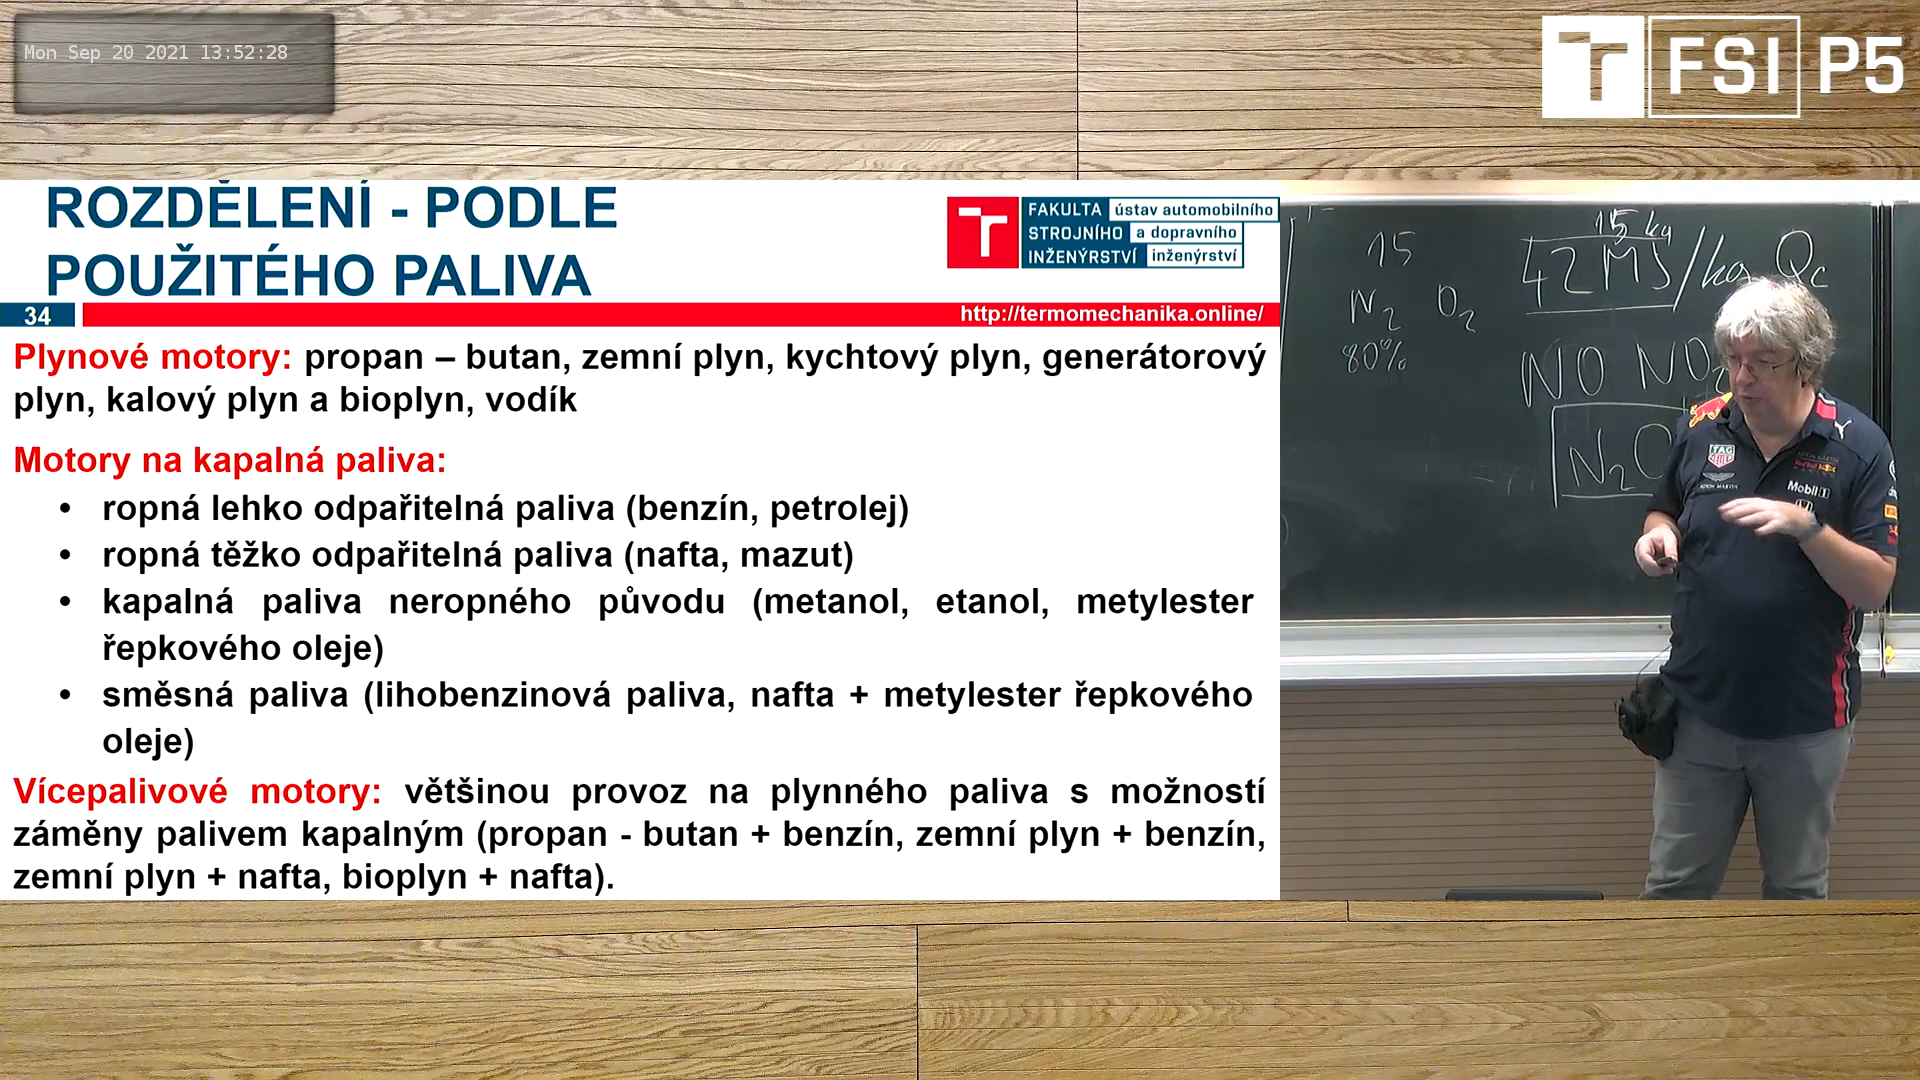 Mon Sep 20 2021 13:52:28
FSI P5
ROZDĚLENÍ - PODLE
POUŽITÉHO PALIVA
FAKULTA ústav automobilního
STROJNÍHO a dopravního
INŽENÝRSTVÍ inženýrství
34
http://termomechanika.online/
Plynové motory: propan – butan, zemní plyn, kychtový plyn, generátorový
plyn, kalový plyn a bioplyn, vodík
Motory na kapalná paliva:
• ropná lehko odpařitelná paliva (benzín, petrolej)
• ropná těžko odpařitelná paliva (nafta, mazut)
• kapalná paliva neropného původu (metanol, etanol, metylester
řepkového oleje)
• směsná paliva (lihobenzinová paliva, nafta + metylester řepkového
oleje)
Vícepalivové motory: většinou provoz na plynného paliva s možností
záměny palivem kapalným (propan - butan + benzín, zemní plyn + benzín,
zemní plyn + nafta, bioplyn + nafta).
15
N2 O2
80%
15 kg
42 MJ/kg Qc
NO NO2
N2O
TAG
ASTON MARTIN
Mobil 1